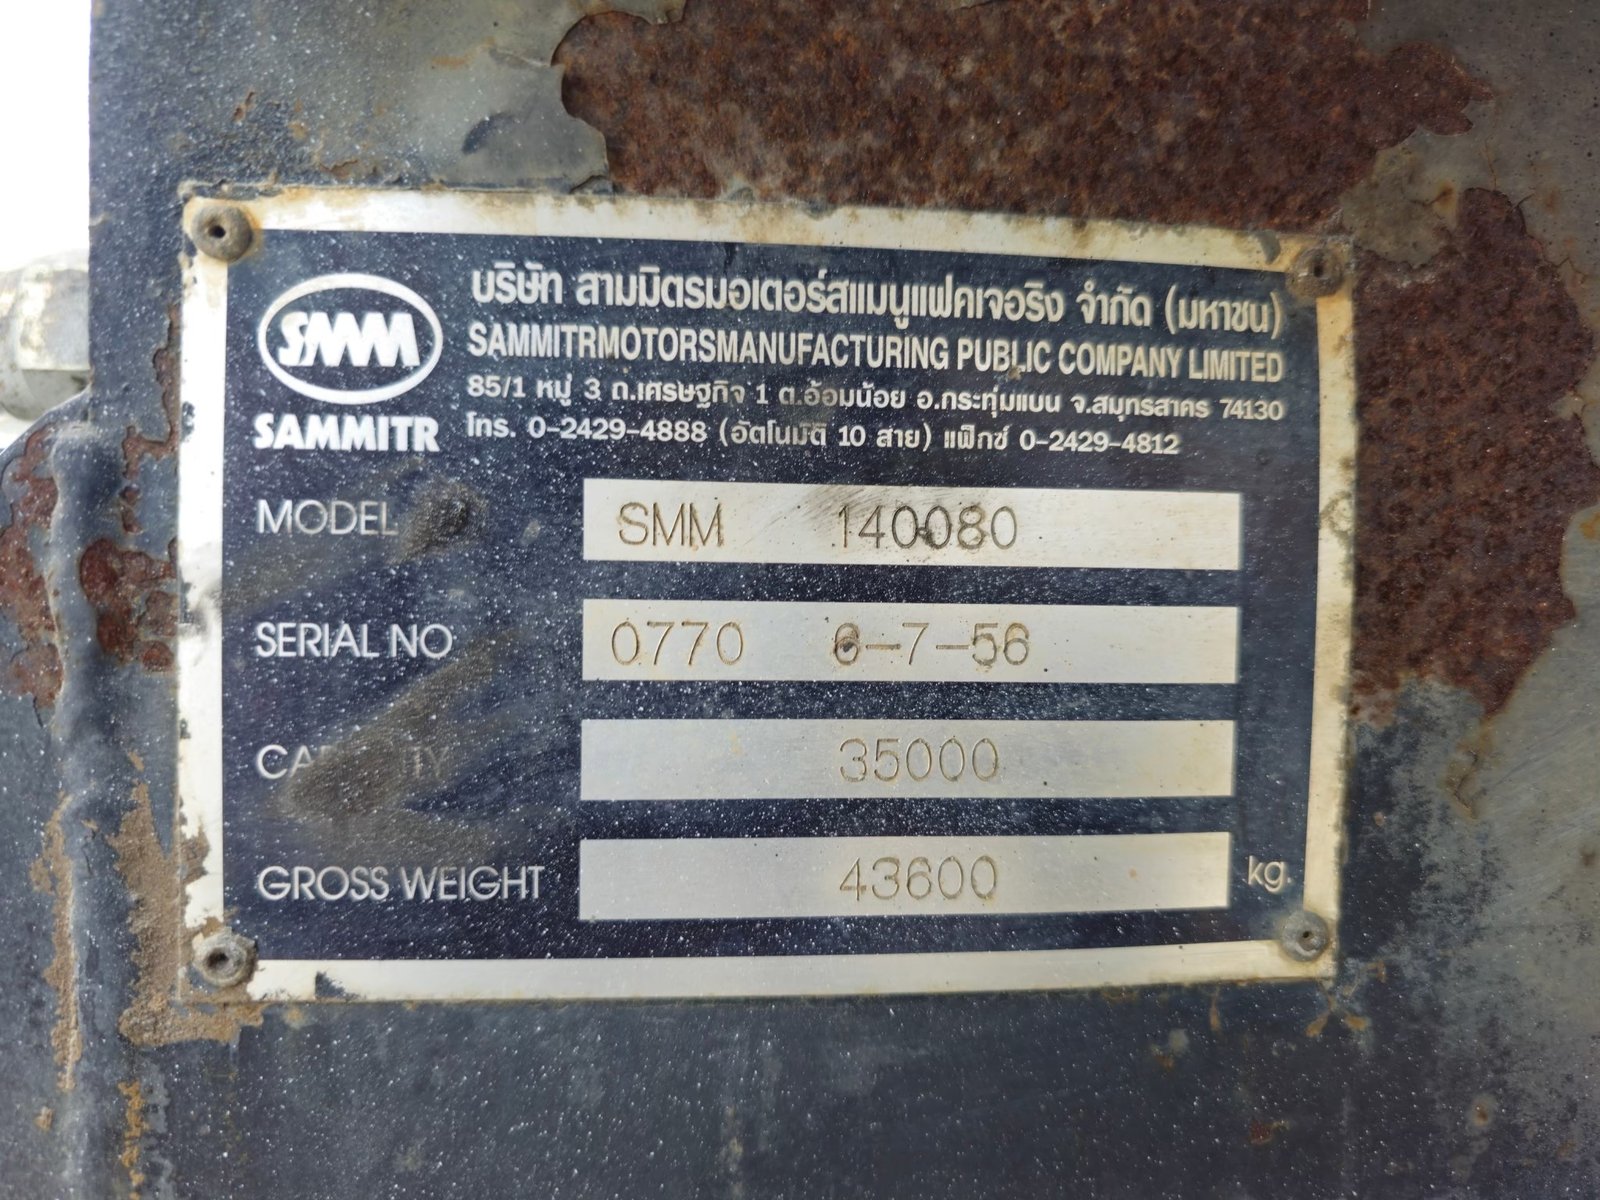 บริษัท สามมิตรมอเตอร์สแมนูแฟคเจอริง จำกัด (มหาชน)
SMM
SAMMITRMOTORSMANUFACTURING PUBLIC COMPANY LIMITED
85/1 หมู่ 3 ถ.เศรษฐกิจ 1 ต.อ้อมน้อย อ.กระทุ่มแบน จ.สมุทรสาคร 74130
SAMMITR
โทร. 0-2429-4888 (อัตโนมัติ 10 สาย) แฟ็กซ์ 0-2429-4812
MODEL SMM 140080
SERIAL NO 0770 6-7-56
CAPACITY 35000
GROSS WEIGHT 43600 kg.